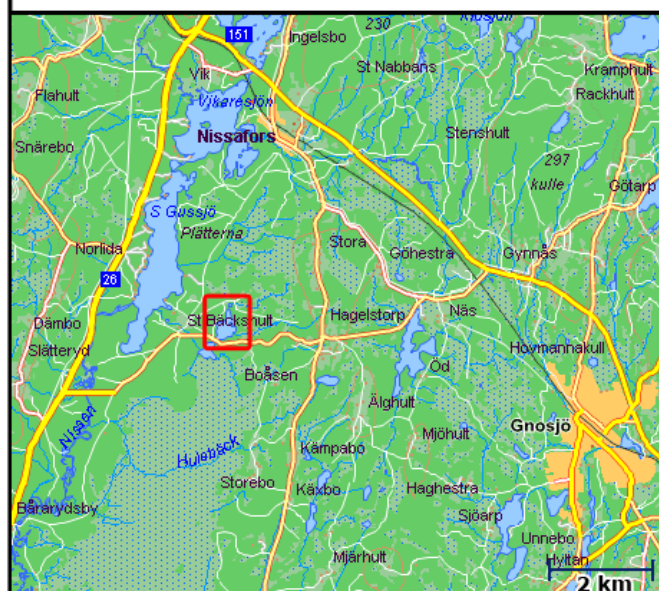 230
Klosjön
151
Ingelsbo
St Nabbans
Kramphult
Vik
Rackhult
Flahult
Vikaresjön
Stenshult
Nissafors
Snärebo
297
kulle
Götarp
S Gussjö
Plätterna
Stora
Norlida
Göhestra
Gynnås
26
Näs
Hagelstorp
St Bäckshult
Dämbo
Hovmannakull
Slätteryd
Öd
Boåsen
Älghult
Nissan
Gnosjö
Mjöhult
Hulebäck
Kämpabo
Storebo
Haghestra
Käxbo
Bårarydsby
Sjöarp
Unnebo
Mjärhult
Hyltan
2 km